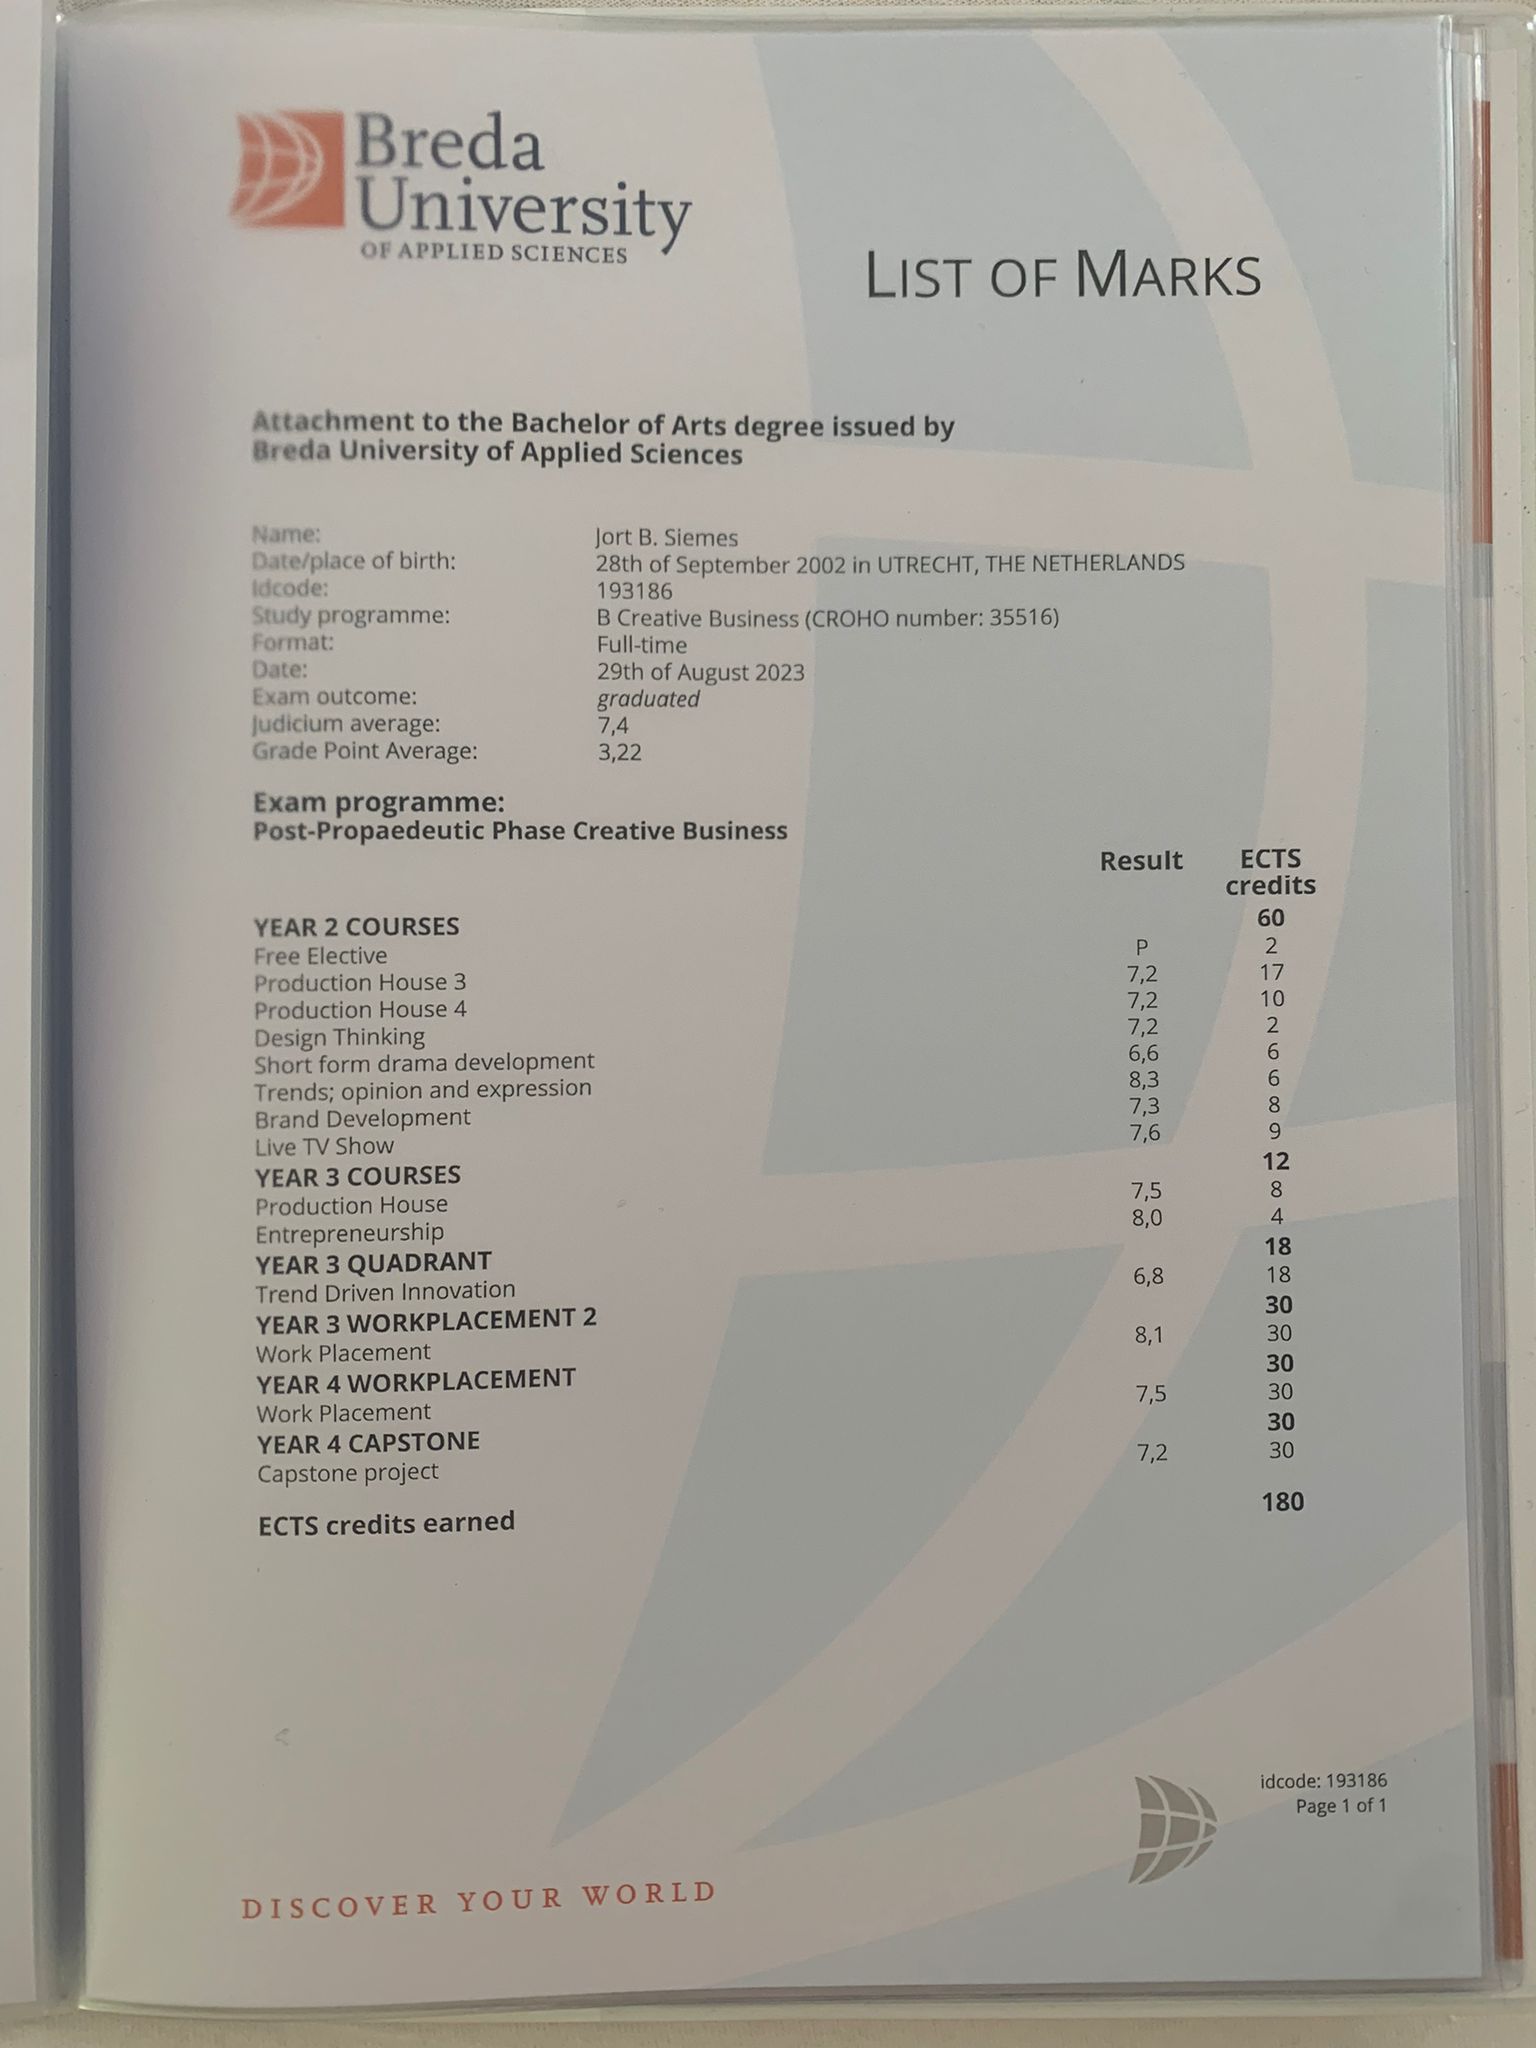 Breda
University
OF APPLIED SCIENCES
LIST OF MARKS
Attachment to the Bachelor of Arts degree issued by
Breda University of Applied Sciences
Name: Jort B. Siemes
Date/place of birth: 28th of September 2002 in UTRECHT, THE NETHERLANDS
Idcode: 193186
Study programme: B Creative Business (CROHO number: 35516)
Format: Full-time
Date: 29th of August 2023
Exam outcome: graduated
Judicium average: 7,4
Grade Point Average: 3,22
Exam programme:
Post-Propaedeutic Phase Creative Business
Result ECTS
credits
YEAR 2 COURSES 60
Free Elective P 2
Production House 3 7,2 17
Production House 4 7,2 10
Design Thinking 7,2 2
Short form drama development 6,6 6
Trends; opinion and expression 8,3 6
Brand Development 7,3 8
Live TV Show 7,6 9
YEAR 3 COURSES 12
Production House 7,5 8
Entrepreneurship 8,0 4
YEAR 3 QUADRANT 18
Trend Driven Innovation 6,8 18
YEAR 3 WORKPLACEMENT 2 30
Work Placement 8,1 30
YEAR 4 WORKPLACEMENT 30
Work Placement 7,5 30
YEAR 4 CAPSTONE 30
Capstone project 7,2 30
ECTS credits earned 180
idcode: 193186
Page 1 of 1
DISCOVER YOUR WORLD